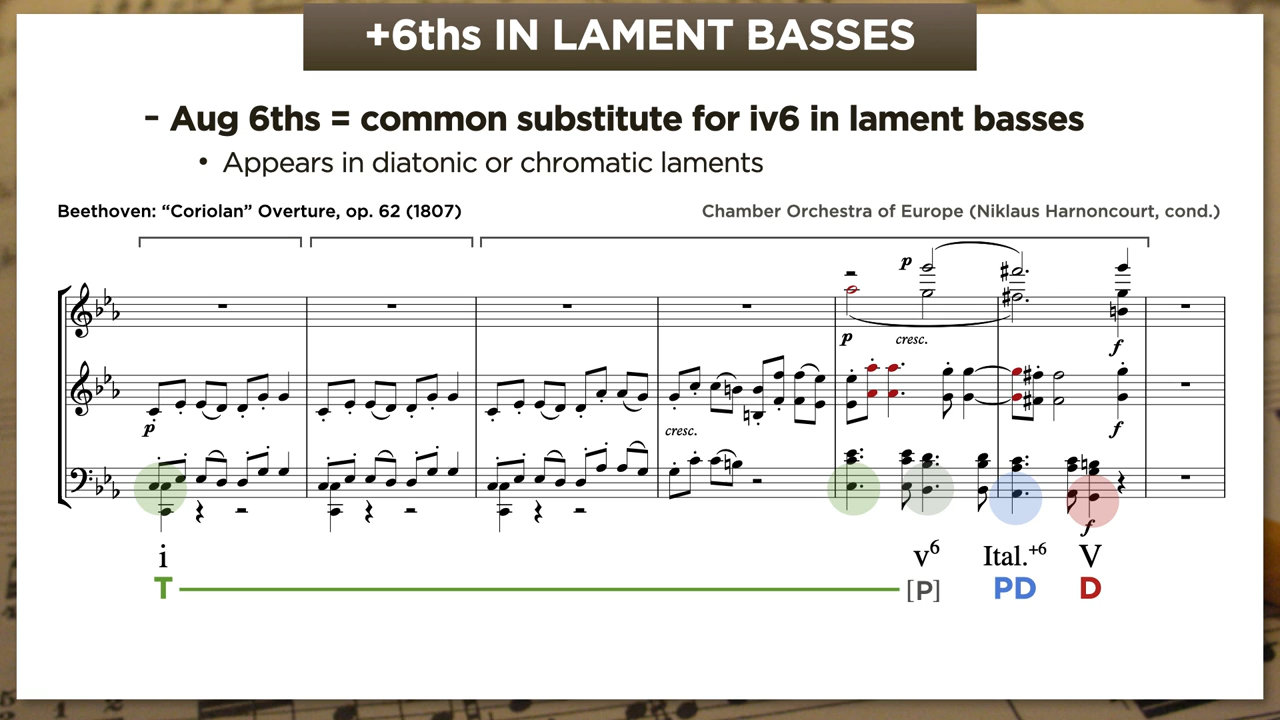 +6ths IN LAMENT BASSES
– Aug 6ths = common substitute for iv6 in lament basses
• Appears in diatonic or chromatic laments
Beethoven: “Coriolan” Overture, op. 62 (1807)
Chamber Orchestra of Europe (Niklaus Harnoncourt, cond.)
p
p cresc.
f
p cresc. f
f
i v6 Ital.+6 V
T [P] PD D